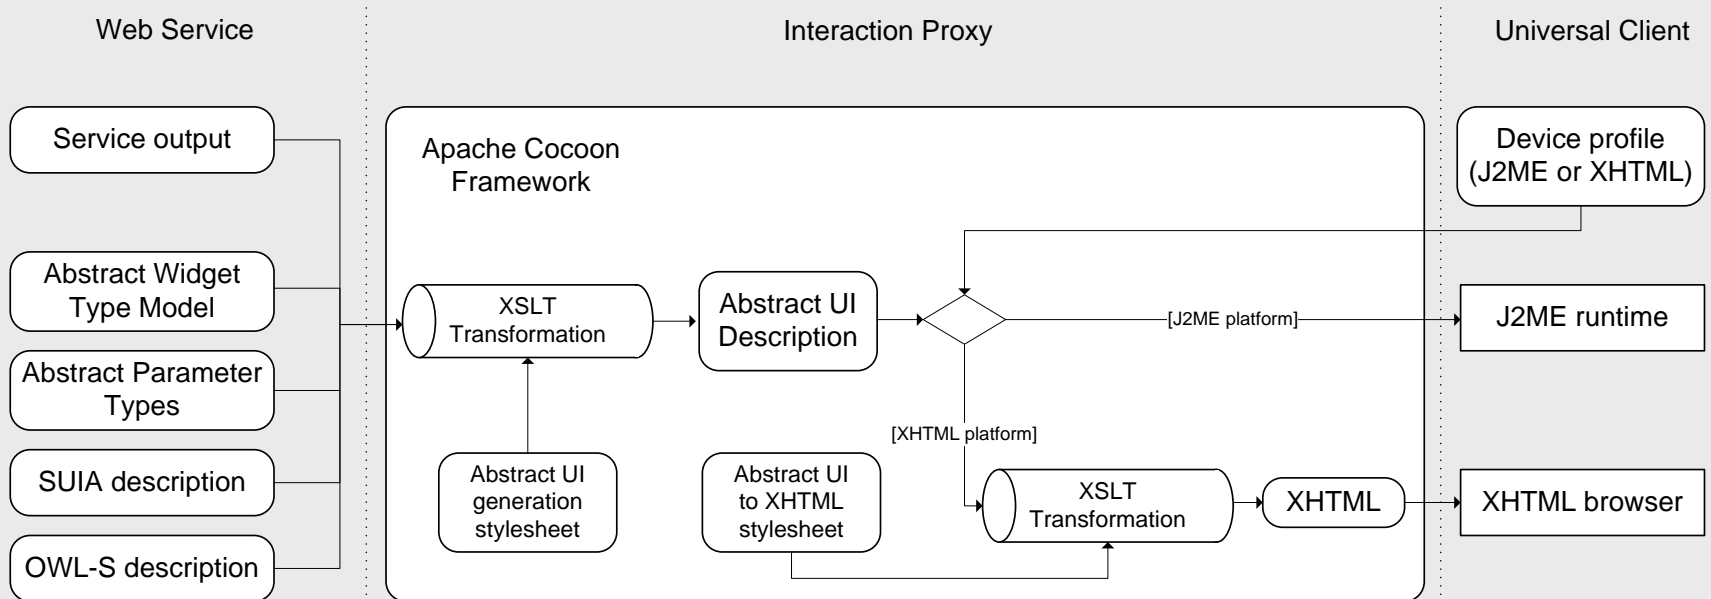 Web Service
Interaction Proxy
Universal Client
Service output
Abstract Widget
Type Model
Abstract Parameter
Types
SUIA description
OWL-S description
Apache Cocoon
Framework
XSLT
Transformation
Abstract UI
generation
stylesheet
Abstract UI
Description
[J2ME platform]
[XHTML platform]
Abstract UI
to XHTML
stylesheet
XSLT
Transformation
XHTML
Device profile
(J2ME or XHTML)
J2ME runtime
XHTML browser